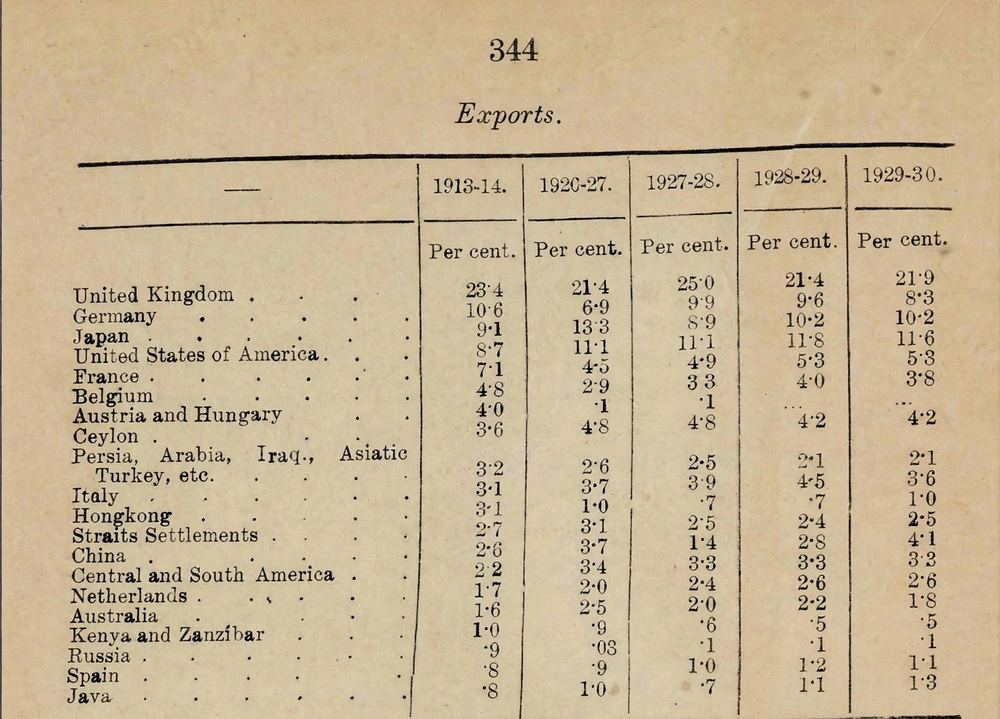 344
Exports.
— 1913-14. 1926-27. 1927-28. 1928-29. 1929-30.
Per cent. Per cent. Per cent. Per cent. Per cent.
United Kingdom . . . 23·4 21·4 25·0 21·4 21·9
Germany . . . . . 10·6 6·9 9·9 9·6 8·3
Japan . . . . . . 9·1 13·3 8·9 10·2 10·2
United States of America . . . 8·7 11·1 11·1 11·8 11·6
France . . . . . . 7·1 4·5 4·9 5·3 5·3
Belgium . . . . . 4·8 2·9 3·3 4·0 3·8
Austria and Hungary . . 4·0 ·1 ·1 ... ...
Ceylon . . . . 3·6 4·8 4·8 4·2 4·2
Persia, Arabia, Iraq., Asiatic
Turkey, etc. . . . . 3·2 2·6 2·5 2·1 2·1
Italy . . . . . . 3·1 3·7 3·9 4·5 3·6
Hongkong . . . . . 3·1 1·0 ·7 ·7 1·0
Straits Settlements . . . . 2·7 3·1 2·5 2·4 2·5
China . . . . . 2·6 3·7 1·4 2·8 4·1
Central and South America . . 2·2 3·4 3·3 3·3 3·3
Netherlands . . . . . 1·7 2·0 2·4 2·6 2·6
Australia . . . . . 1·6 2·5 2·0 2·2 1·8
Kenya and Zanzibar . . . 1·0 ·9 ·6 ·5 ·5
Russia . . . . . . ·9 ·03 ·1 ·1 ·1
Spain . . . . . . ·8 ·9 1·0 1·2 1·1
Java . . . . . . ·8 1·0 ·7 1·1 1·3